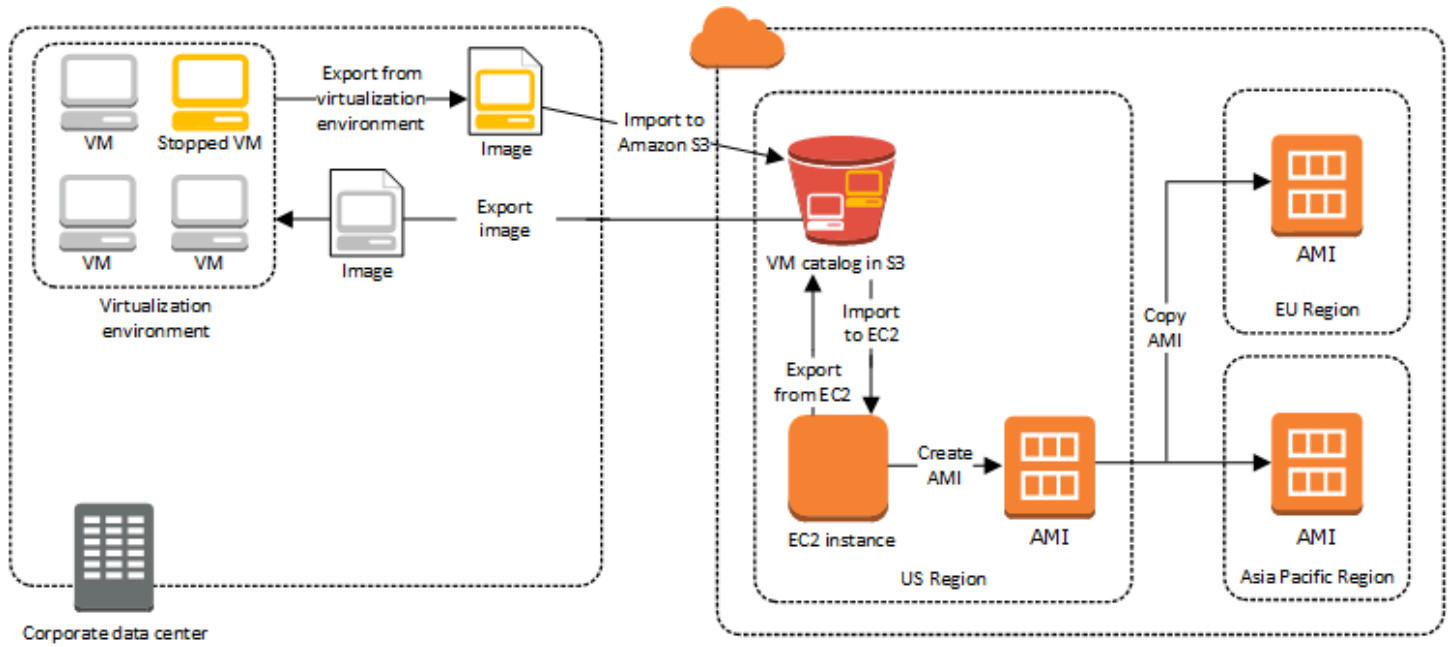 VM
Stopped VM
VM
VM
Virtualization
environment
Export from
virtualization
environment
Image
Export
image
Image
Corporate data center
Import to
Amazon S3
VM catalog in S3
Import
to EC2
Export
from EC2
EC2 instance
Create
AMI
AMI
US Region
Copy
AMI
AMI
EU Region
AMI
Asia Pacific Region